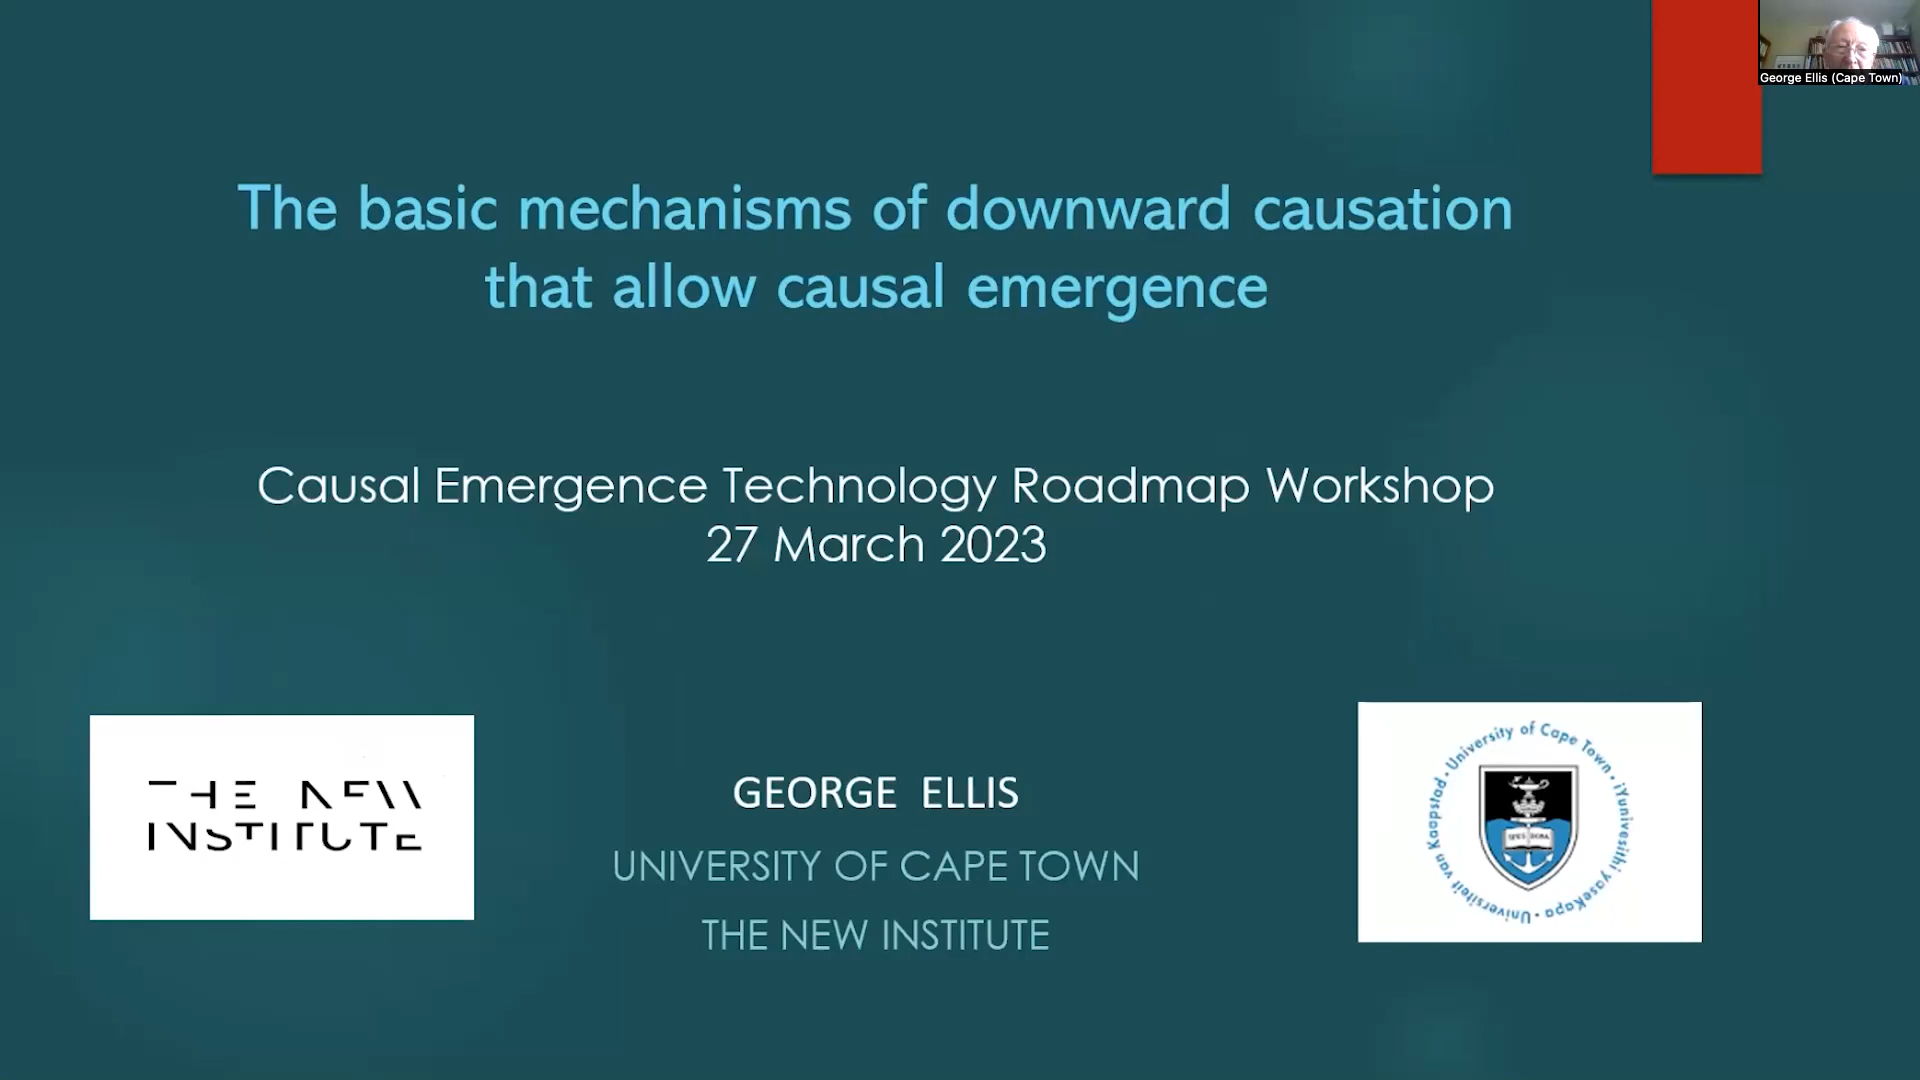 George Ellis (Cape Town)
The basic mechanisms of downward causation
that allow causal emergence
Causal Emergence Technology Roadmap Workshop
27 March 2023
THE NEW
INSTITUTE
GEORGE ELLIS
UNIVERSITY OF CAPE TOWN
THE NEW INSTITUTE
University of Cape Town · iYunivesithi yaseKapa · Universiteit van Kaapstad ·